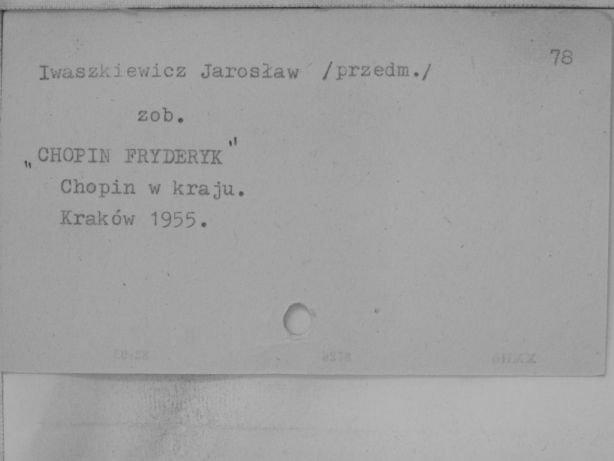 78
Iwaszkiewicz Jarosław /przedm./
zob.
„CHOPIN FRYDERYK"
Chopin w kraju.
Kraków 1955.